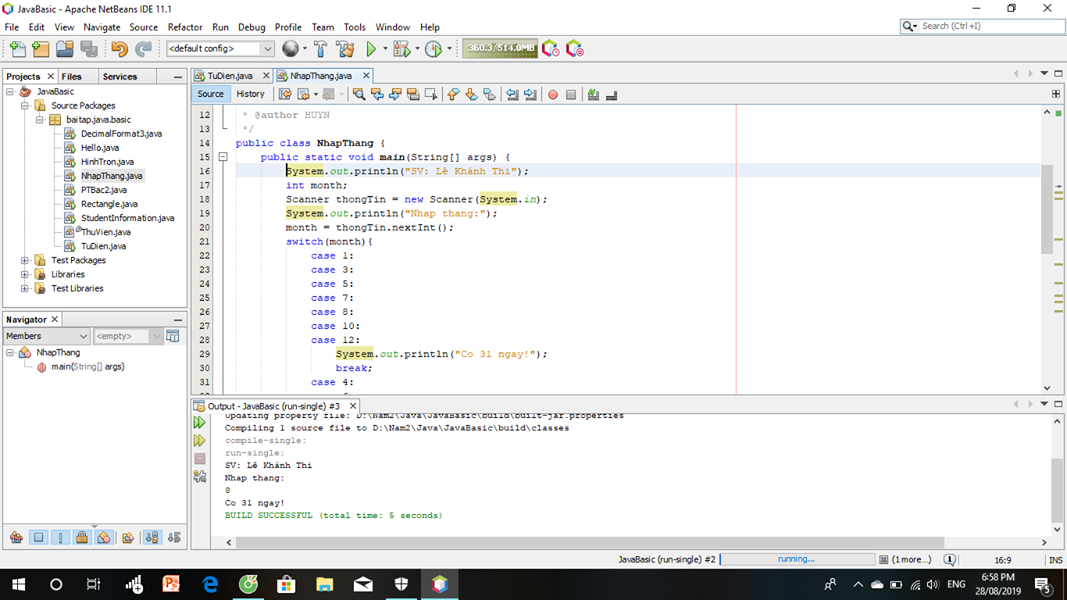 JavaBasic - Apache NetBeans IDE 11.1
File Edit View Navigate Source Refactor Run Debug Profile Team Tools Window Help
Search (Ctrl+I)
<default config>
360.3/514.0MB
Projects Files Services
JavaBasic
Source Packages
baitap.java.basic
DecimalFormat3.java
Hello.java
HinhTron.java
NhapThang.java
PTBac2.java
Rectangle.java
StudentInformation.java
ThuVien.java
TuDien.java
Test Packages
Libraries
Test Libraries
Navigator
Members <empty>
NhapThang
main(String[] args)
TuDien.java NhapThang.java
Source History
12 * @author HUYN
13 */
14 public class NhapThang {
15 public static void main(String[] args) {
16 System.out.println("SV: Lê Khánh Thi");
17 int month;
18 Scanner thongTin = new Scanner(System.in);
19 System.out.println("Nhap thang:");
20 month = thongTin.nextInt();
21 switch(month){
22 case 1:
23 case 3:
24 case 5:
25 case 7:
26 case 8:
27 case 10:
28 case 12:
29 System.out.println("Co 31 ngay!");
30 break;
31 case 4:
Output - JavaBasic (run-single) #3
Updating property file: D:\Nam2\Java\JavaBasic\build\built-jar.properties
Compiling 1 source file to D:\Nam2\Java\JavaBasic\build\classes
compile-single:
run-single:
SV: Lê Khánh Thi
Nhap thang:
8
Co 31 ngay!
BUILD SUCCESSFUL (total time: 5 seconds)
JavaBasic (run-single) #2 running... (1 more...) 1 16:9 INS
ENG
6:58 PM
28/08/2019
5